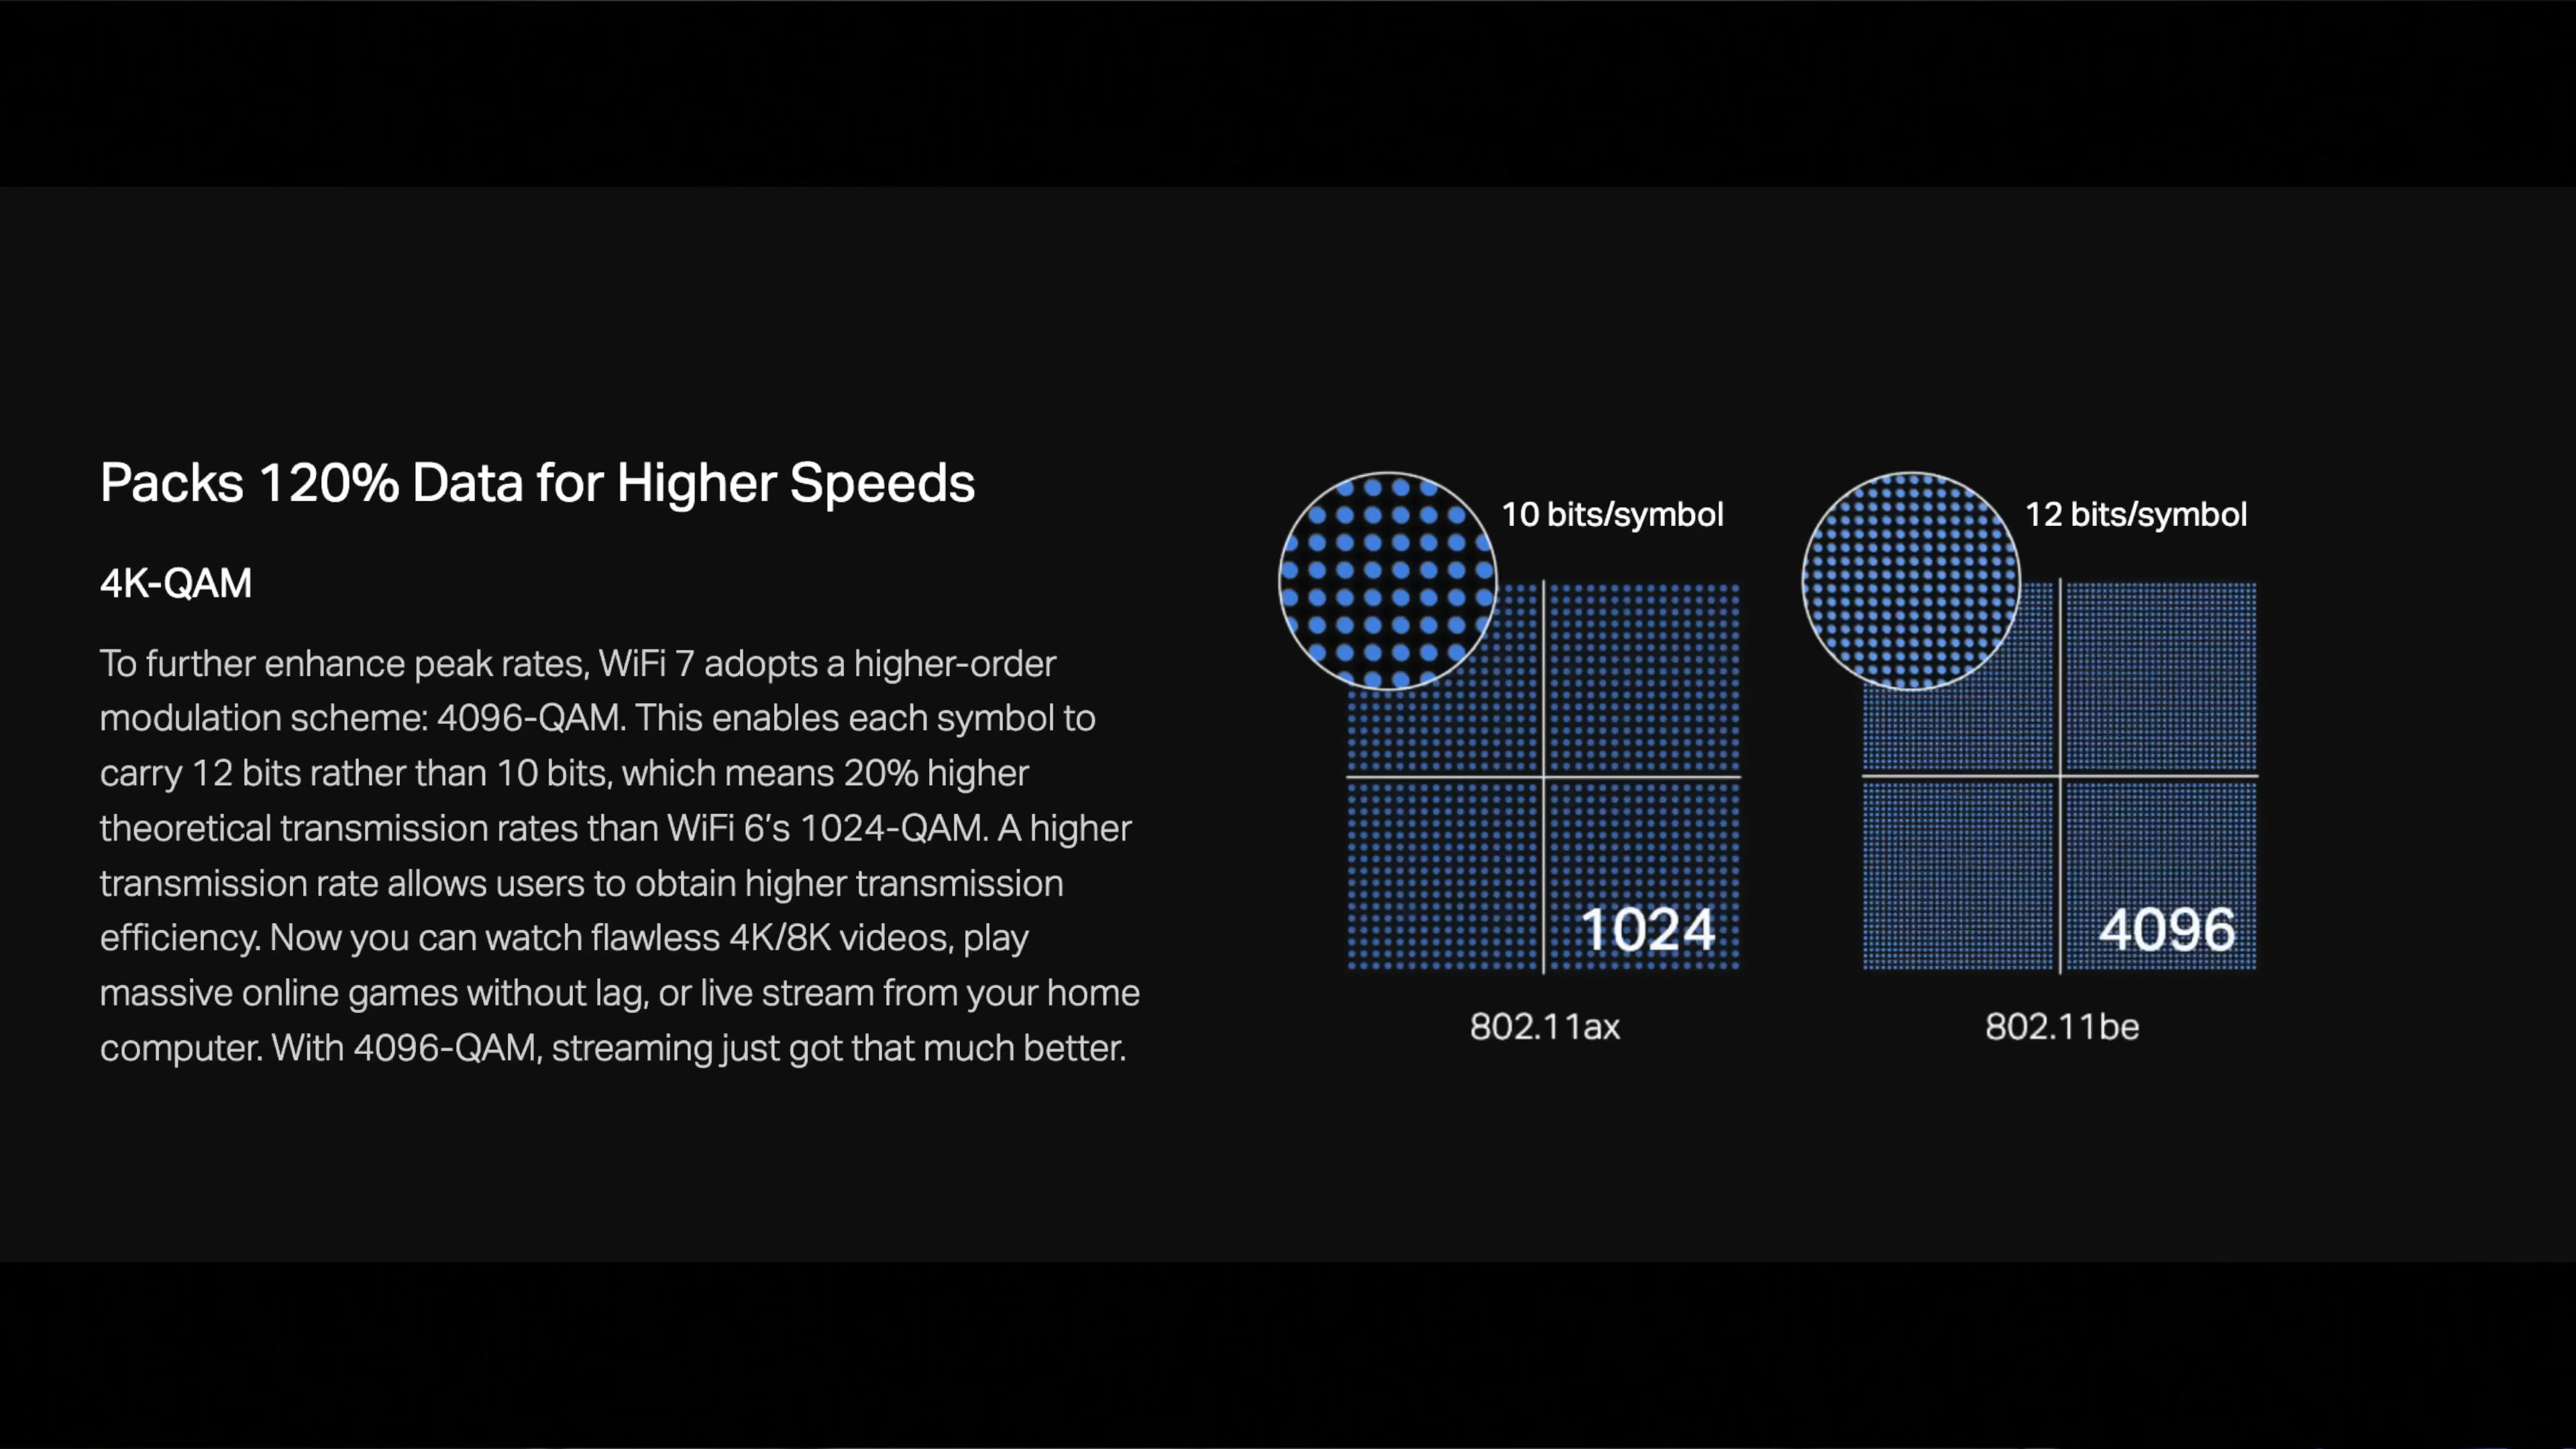 Packs 120% Data for Higher Speeds
4K-QAM
To further enhance peak rates, WiFi 7 adopts a higher-order
modulation scheme: 4096-QAM. This enables each symbol to
carry 12 bits rather than 10 bits, which means 20% higher
theoretical transmission rates than WiFi 6’s 1024-QAM. A higher
transmission rate allows users to obtain higher transmission
efficiency. Now you can watch flawless 4K/8K videos, play
massive online games without lag, or live stream from your home
computer. With 4096-QAM, streaming just got that much better.
10 bits/symbol
1024
802.11ax
12 bits/symbol
4096
802.11be